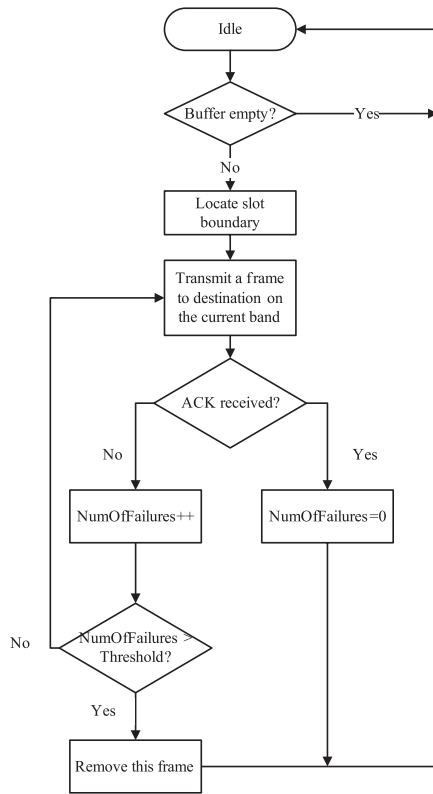 Idle
Buffer empty?
Yes
No
Locate slot
boundary
Transmit a frame
to destination on
the current band
ACK received?
No
Yes
NumOfFailures++
NumOfFailures=0
No
NumOfFailures >
Threshold?
Yes
Remove this frame